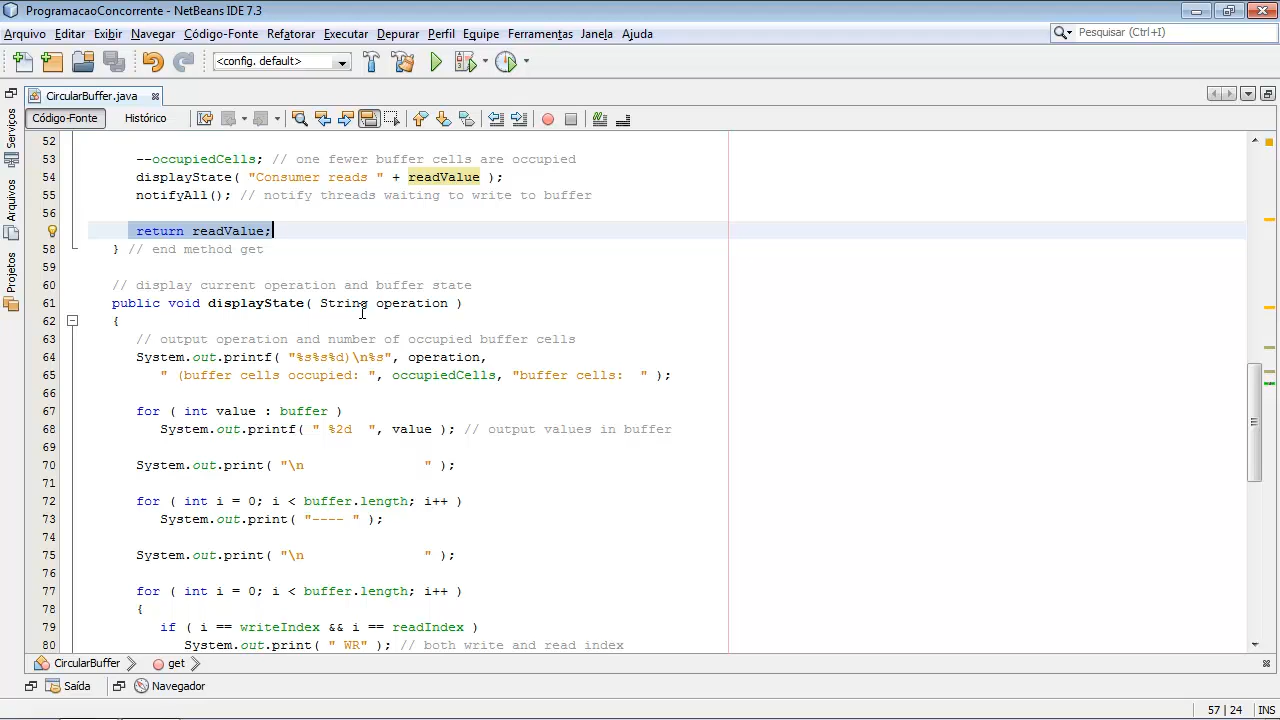 ProgramacaoConcorrente - NetBeans IDE 7.3
Arquivo Editar Exibir Navegar Código-Fonte Refatorar Executar Depurar Perfil Equipe Ferramentas Janela Ajuda
Pesquisar (Ctrl+I)
<config. default>
CircularBuffer.java
Código-Fonte Histórico
Serviços
Arquivos
Projetos
52
53 --occupiedCells; // one fewer buffer cells are occupied
54 displayState( "Consumer reads " + readValue );
55 notifyAll(); // notify threads waiting to write to buffer
56
57 return readValue;
58 } // end method get
59
60 // display current operation and buffer state
61 public void displayState( String operation )
62 {
63 // output operation and number of occupied buffer cells
64 System.out.printf( "%s%s%d)\n%s", operation,
65 " (buffer cells occupied: ", occupiedCells, "buffer cells:  " );
66
67 for ( int value : buffer )
68 System.out.printf( " %2d  ", value ); // output values in buffer
69
70 System.out.print( "\n               " );
71
72 for ( int i = 0; i < buffer.length; i++ )
73 System.out.print( "---- " );
74
75 System.out.print( "\n               " );
76
77 for ( int i = 0; i < buffer.length; i++ )
78 {
79 if ( i == writeIndex && i == readIndex )
80 System.out.print( " WR" ); // both write and read index
CircularBuffer get
Saída Navegador
57 | 24 INS